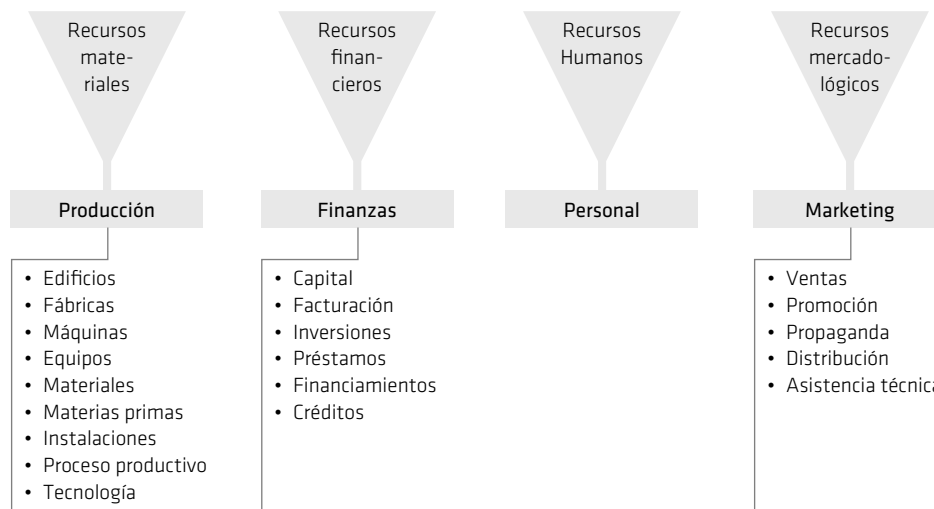 Recursos
mate-
riales
Recursos
finan-
cieros
Recursos
Humanos
Recursos
mercado-
lógicos
Producción
Finanzas
Personal
Marketing
• Edificios
• Fábricas
• Máquinas
• Equipos
• Materiales
• Materias primas
• Instalaciones
• Proceso productivo
• Tecnología
• Capital
• Facturación
• Inversiones
• Préstamos
• Financiamientos
• Créditos
• Ventas
• Promoción
• Propaganda
• Distribución
• Asistencia técnica